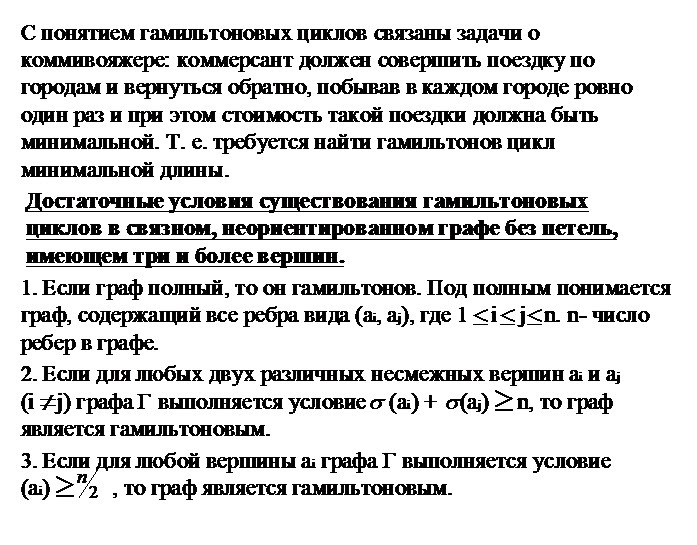 С понятием гамильтоновых циклов связаны задачи о
коммивояжере: коммерсант должен совершить поездку по
городам и вернуться обратно, побывав в каждом городе ровно
один раз и при этом стоимость такой поездки должна быть
минимальной. Т. е. требуется найти гамильтонов цикл
минимальной длины.
Достаточные условия существования гамильтоновых
циклов в связном, неориентированном графе без петель,
имеющем три и более вершин.
1. Если граф полный, то он гамильтонов. Под полным понимается
граф, содержащий все ребра вида (aᵢ, aⱼ), где 1 ≤ i ≤ j ≤ n. n- число
ребер в графе.
2. Если для любых двух различных несмежных вершин aᵢ и aⱼ
(i ≠ j) графа Г выполняется условие σ (aᵢ) + σ(aⱼ) ≥ n, то граф
является гамильтоновым.
3. Если для любой вершины aᵢ графа Г выполняется условие
(aᵢ) ≥ n/2 , то граф является гамильтоновым.